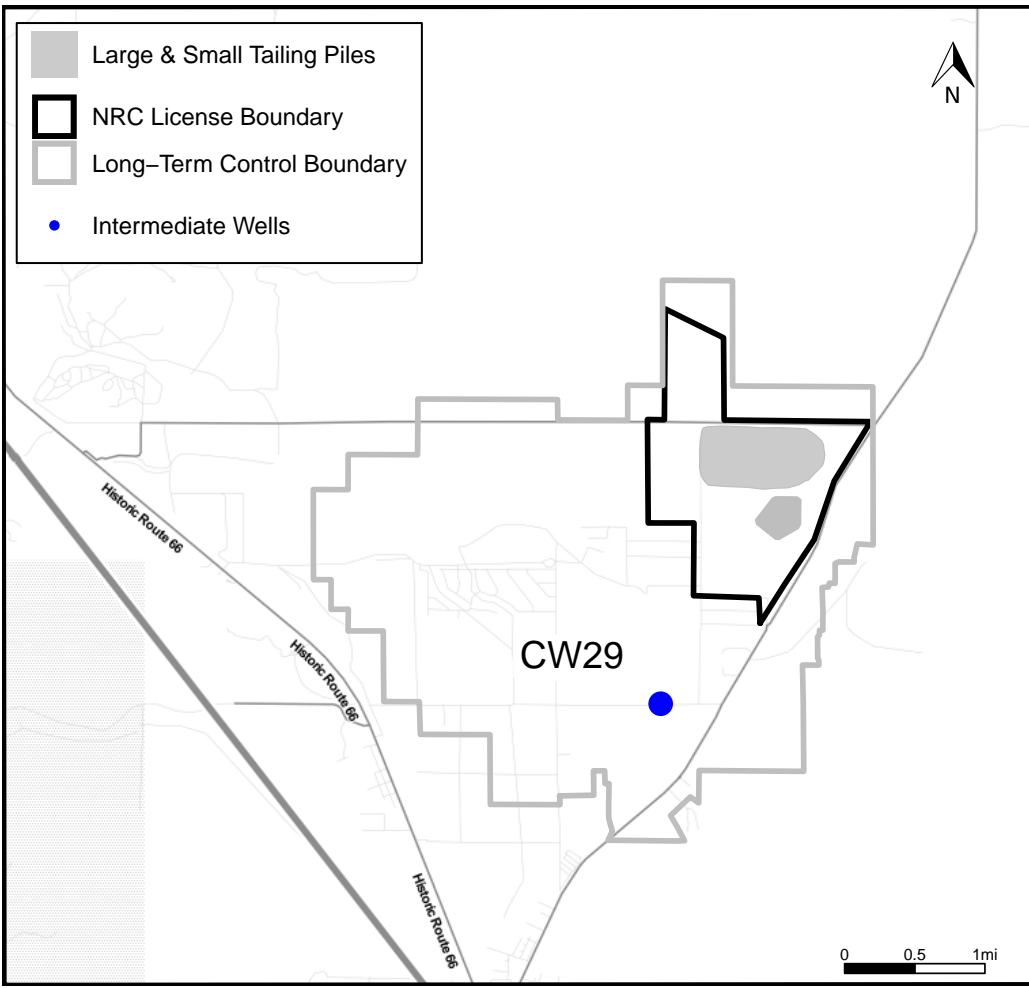 Large & Small Tailing Piles
NRC License Boundary
Long−Term Control Boundary
Intermediate Wells
N
Historic Route 66
Historic Route 66
CW29
Historic Route 66
0 0.5 1mi